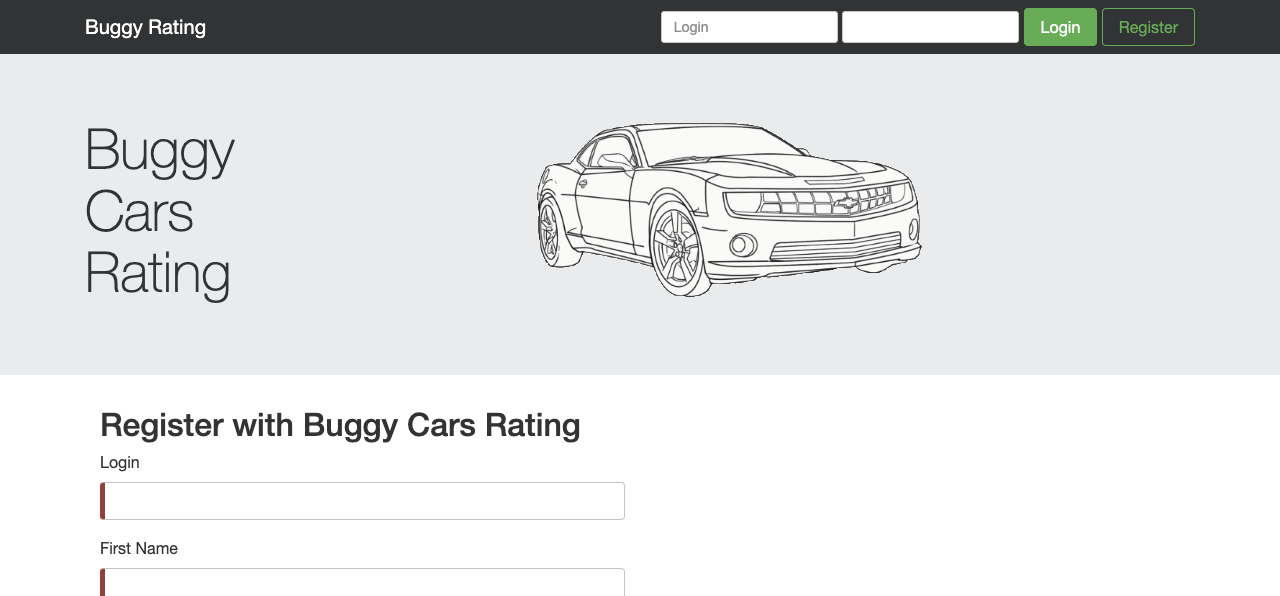 Buggy Rating
Login
Login
Register
Buggy
Cars
Rating
Register with Buggy Cars Rating
Login
First Name